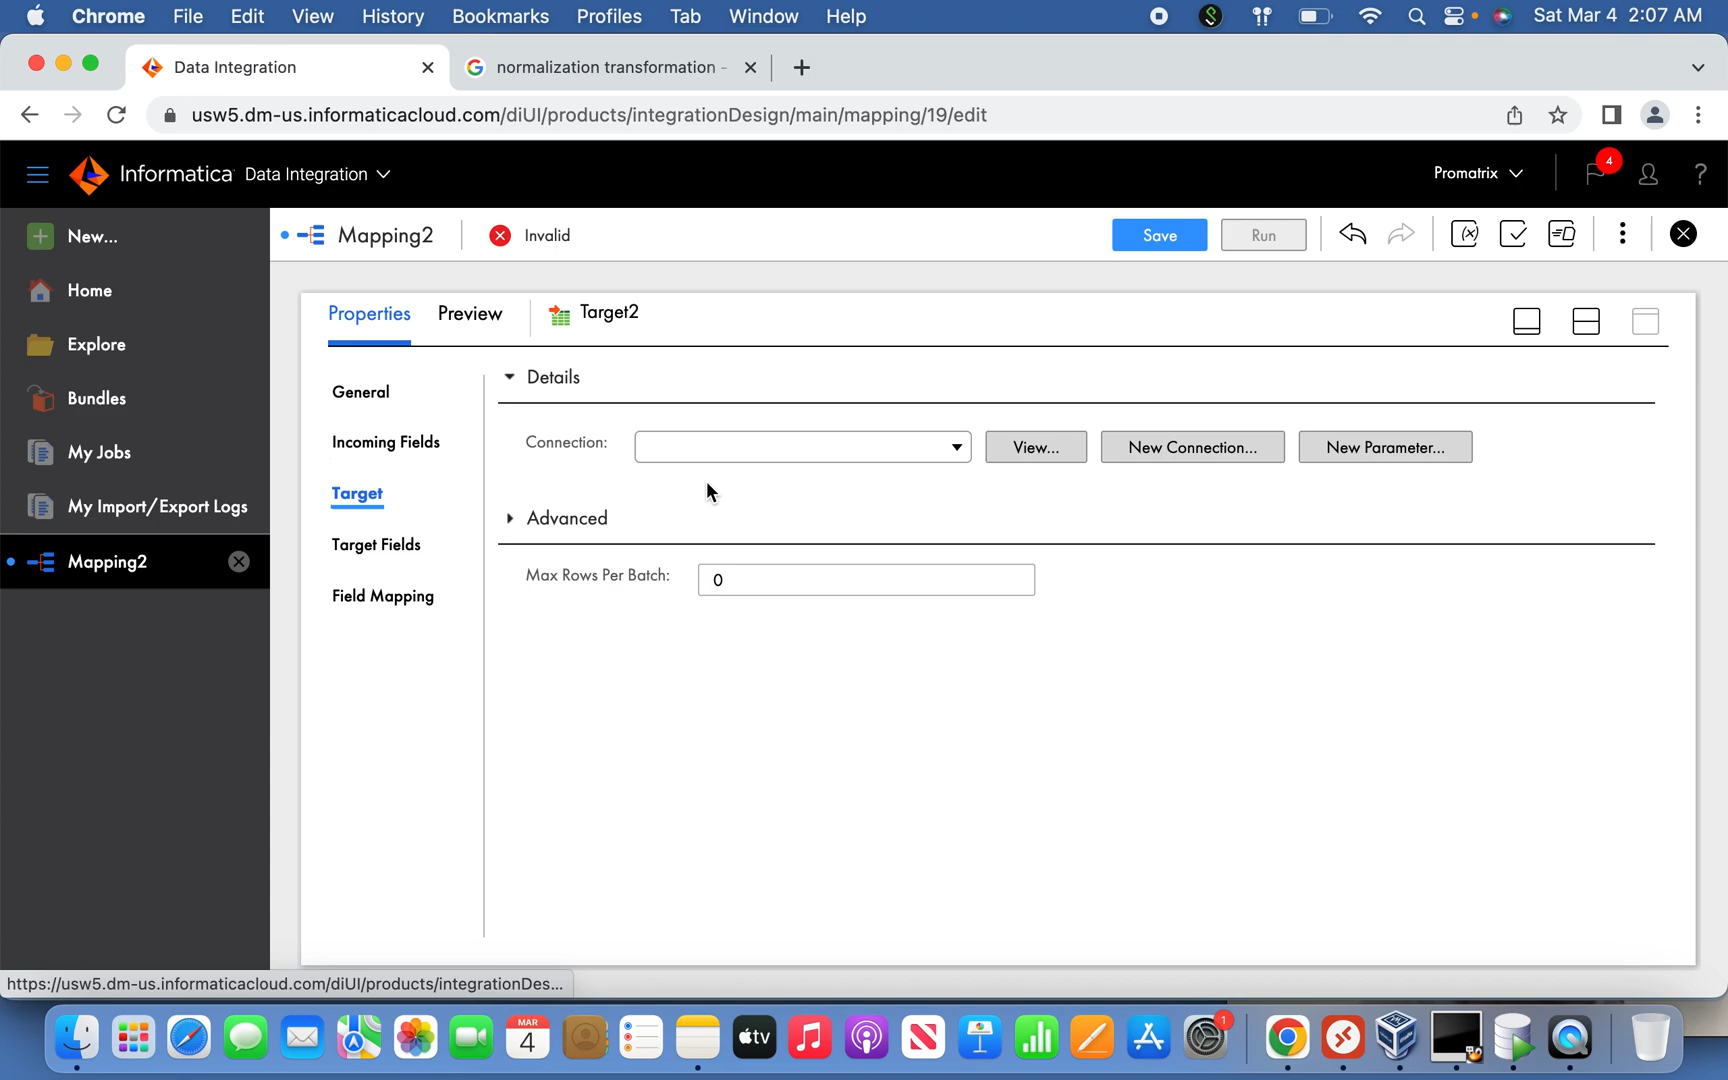 Chrome File Edit View History Bookmarks Profiles Tab Window Help Sat Mar 4 2:07 AM
Data Integration normalization transformation -
usw5.dm-us.informaticacloud.com/diUI/products/integrationDesign/main/mapping/19/edit
Informatica Data Integration Promatrix 4 ?
New... Mapping2 Invalid Save Run
Home
Explore
Bundles
My Jobs
My Import/Export Logs
Mapping2
Properties Preview Target2
General
Incoming Fields
Target
Target Fields
Field Mapping
Details
Connection: View... New Connection... New Parameter...
Advanced
Max Rows Per Batch: 0
https://usw5.dm-us.informaticacloud.com/diUI/products/integrationDes...
MAR
4
tv
1